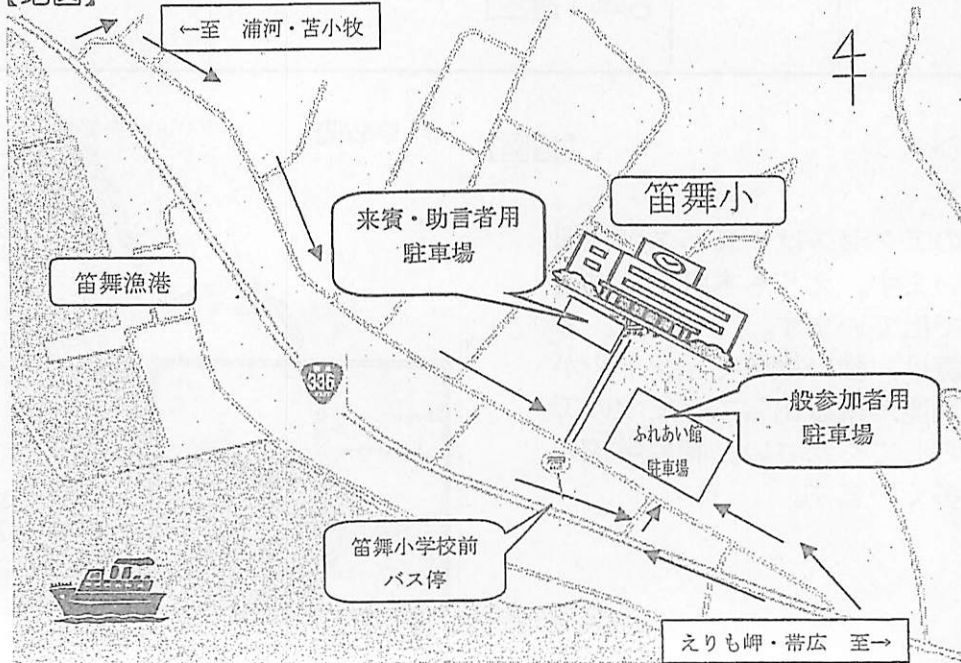 【地図】
←至 浦河・苫小牧
笛舞小
来賓・助言者用
駐車場
笛舞漁港
336
一般参加者用
駐車場
ふれあい館
駐車場
笛舞小学校前
バス停
えりも岬・帯広 至→